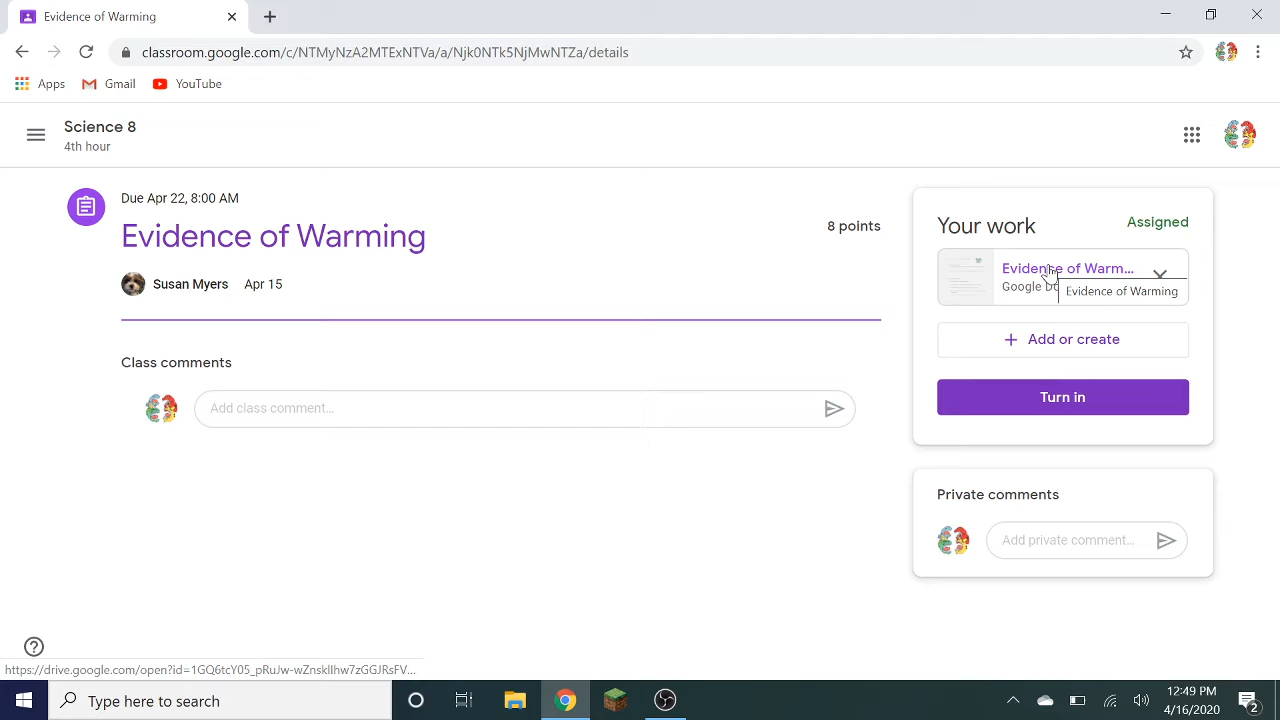 Evidence of Warming
classroom.google.com/c/NTMyNzA2MTExNTVa/a/Njk0NTk5NjMwNTZa/details
Apps Gmail YouTube
Science 8
4th hour
Due Apr 22, 8:00 AM
Evidence of Warming
8 points
Susan Myers Apr 15
Class comments
Add class comment...
Your work
Assigned
Evidence of Warm...
Google
Evidence of Warming
+ Add or create
Turn in
Private comments
Add private comment...
https://drive.google.com/open?id=1GQ6tcY05_pRuJw-wZnskIIhw7zGGJRsFV...
Type here to search
12:49 PM
4/16/2020
2